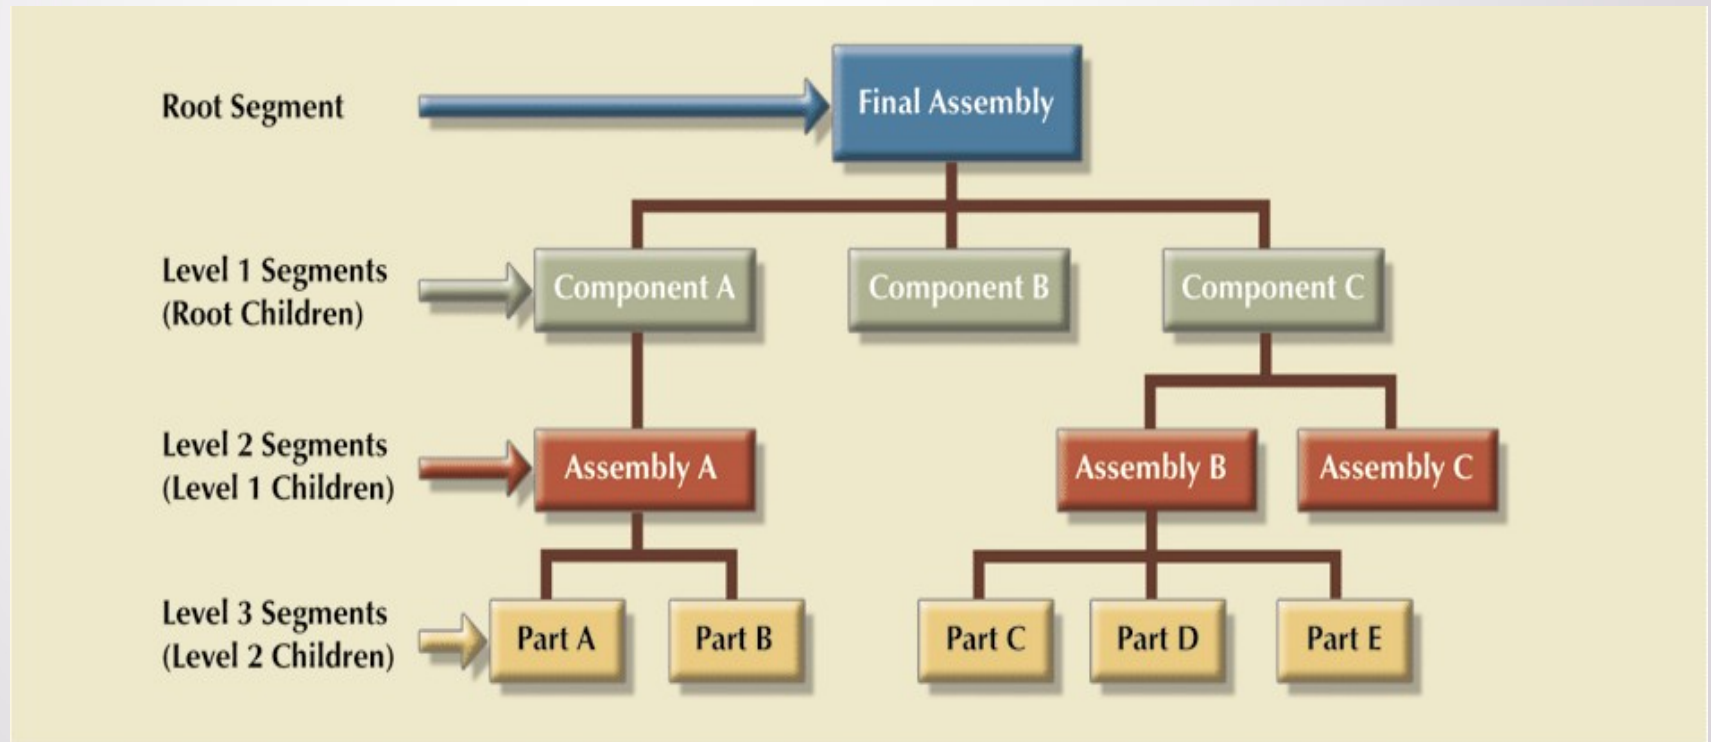 Root Segment
Final Assembly
Level 1 Segments
(Root Children)
Component A
Component B
Component C
Level 2 Segments
(Level 1 Children)
Assembly A
Assembly B
Assembly C
Level 3 Segments
(Level 2 Children)
Part A
Part B
Part C
Part D
Part E